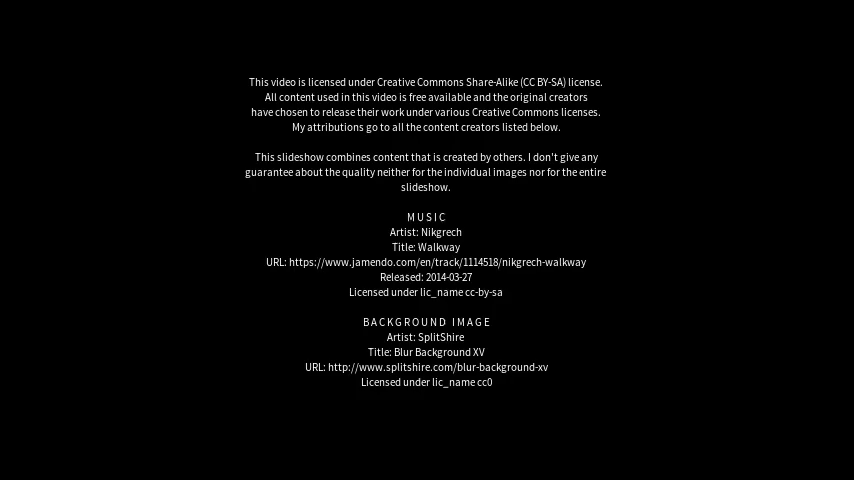 This video is licensed under Creative Commons Share-Alike (CC BY-SA) license.
All content used in this video is free available and the original creators
have chosen to release their work under various Creative Commons licenses.
My attributions go to all the content creators listed below.
This slideshow combines content that is created by others. I don't give any
guarantee about the quality neither for the individual images nor for the entire
slideshow.
MUSIC
Artist: Nikgrech
Title: Walkway
URL: https://www.jamendo.com/en/track/1114518/nikgrech-walkway
Released: 2014-03-27
Licensed under lic_name cc-by-sa
BACKGROUND IMAGE
Artist: SplitShire
Title: Blur Background XV
URL: http://www.splitshire.com/blur-background-xv
Licensed under lic_name cc0